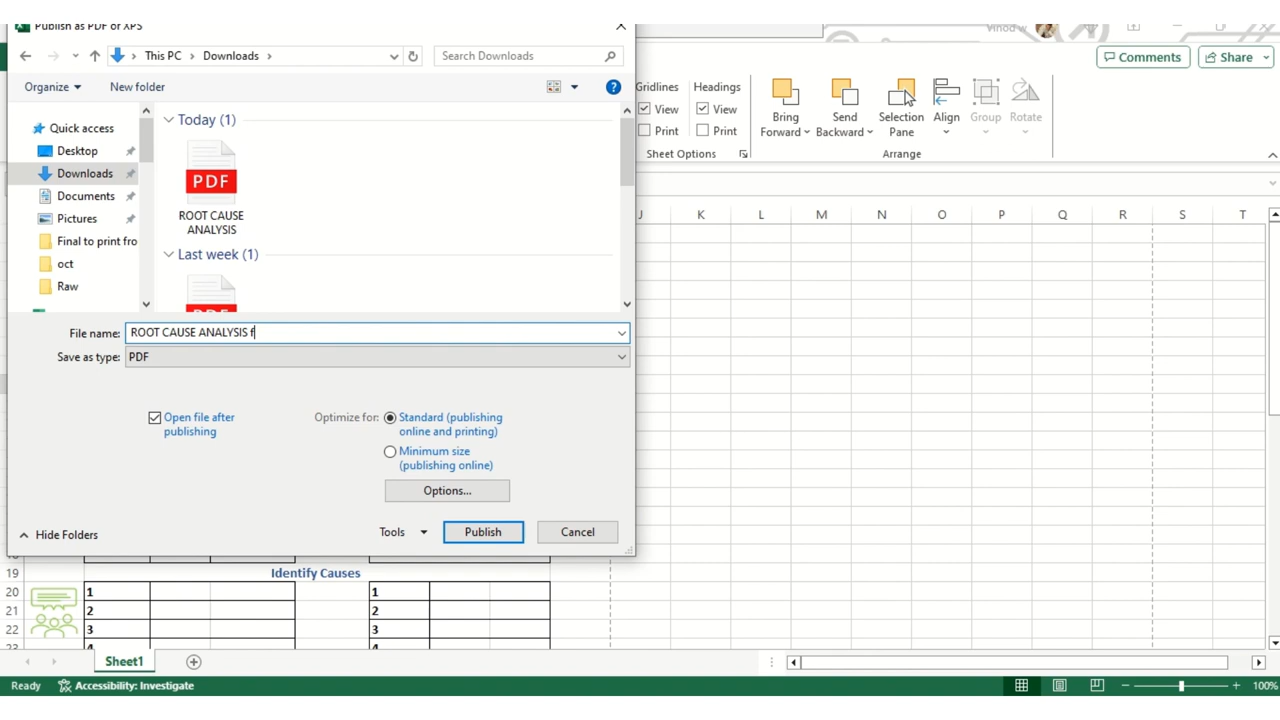 Publish as PDF or XPS
Vinod w
This PC
Downloads
Search Downloads
Comments
Share
Organize
New folder
Gridlines
Headings
View
View
Print
Print
Sheet Options
Bring
Forward
Send
Backward
Selection
Pane
Align
Group
Rotate
Arrange
Quick access
Desktop
Downloads
Documents
Pictures
Final to print fro
oct
Raw
Today (1)
PDF
ROOT CAUSE
ANALYSIS
Last week (1)
File name: ROOT CAUSE ANALYSIS f
Save as type: PDF
Open file after
publishing
Optimize for:
Standard (publishing
online and printing)
Minimum size
(publishing online)
Options...
Hide Folders
Tools
Publish
Cancel
J K L M N O P Q R S T
19 Identify Causes
20 1 1
21 2 2
22 3 3
23 4 4
Sheet1
Ready
Accessibility: Investigate
100%